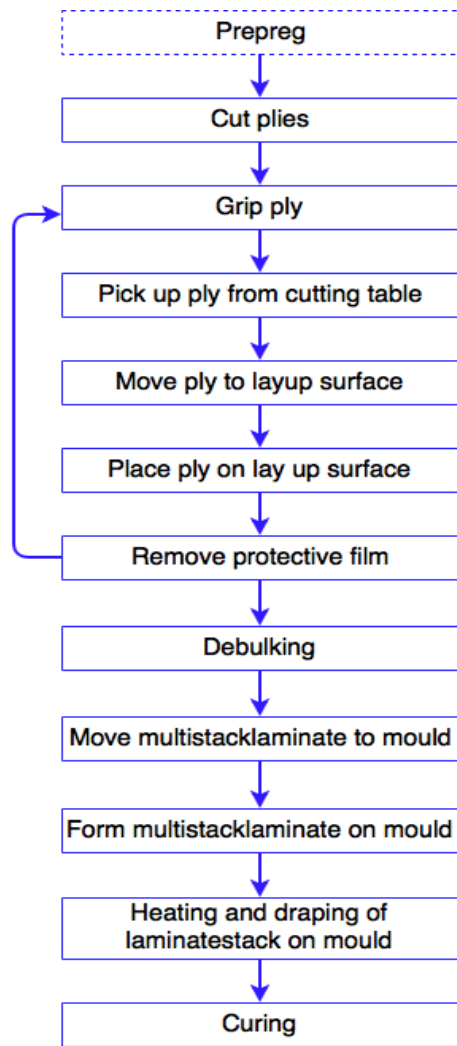 Prepreg
Cut plies
Grip ply
Pick up ply from cutting table
Move ply to layup surface
Place ply on lay up surface
Remove protective film
Debulking
Move multistacklaminate to mould
Form multistacklaminate on mould
Heating and draping of
laminatestack on mould
Curing